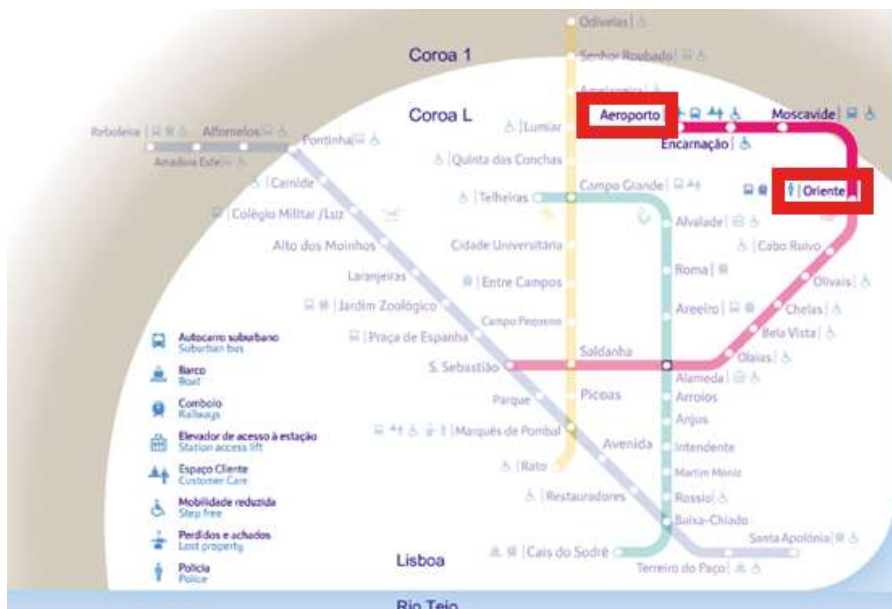 Odivelas
Coroa 1
Senhor Roubado
Ameixoeira
Coroa L
Aeroporto
Moscavide
Lumiar
Reboleira
Alfornelos
Pontinha
Encarnação
Amadora Este
Quinta das Conchas
Carnide
Telheiras
Campo Grande
Oriente
Colégio Militar /Luz
Alvalade
Alto dos Moinhos
Cidade Universitária
Cabo Ruivo
Laranjeiras
Entre Campos
Roma
Olivais
Jardim Zoológico
Campo Pequeno
Areeiro
Chelas
Praça de Espanha
Bela Vista
Autocarro suburbano
Suburban bus
S. Sebastião
Saldanha
Olaias
Barco
Boat
Alameda
Parque
Picoas
Arroios
Comboio
Railways
Anjos
Elevador de acesso à estação
Station access lift
Marquês de Pombal
Avenida
Intendente
Espaço Cliente
Customer Care
Rato
Martim Moniz
Mobilidade reduzida
Step free
Restauradores
Rossio
Baixa-Chiado
Perdidos e achados
Lost property
Santa Apolónia
Lisboa
Cais do Sodré
Terreiro do Paço
Polícia
Police
Rio Tejo